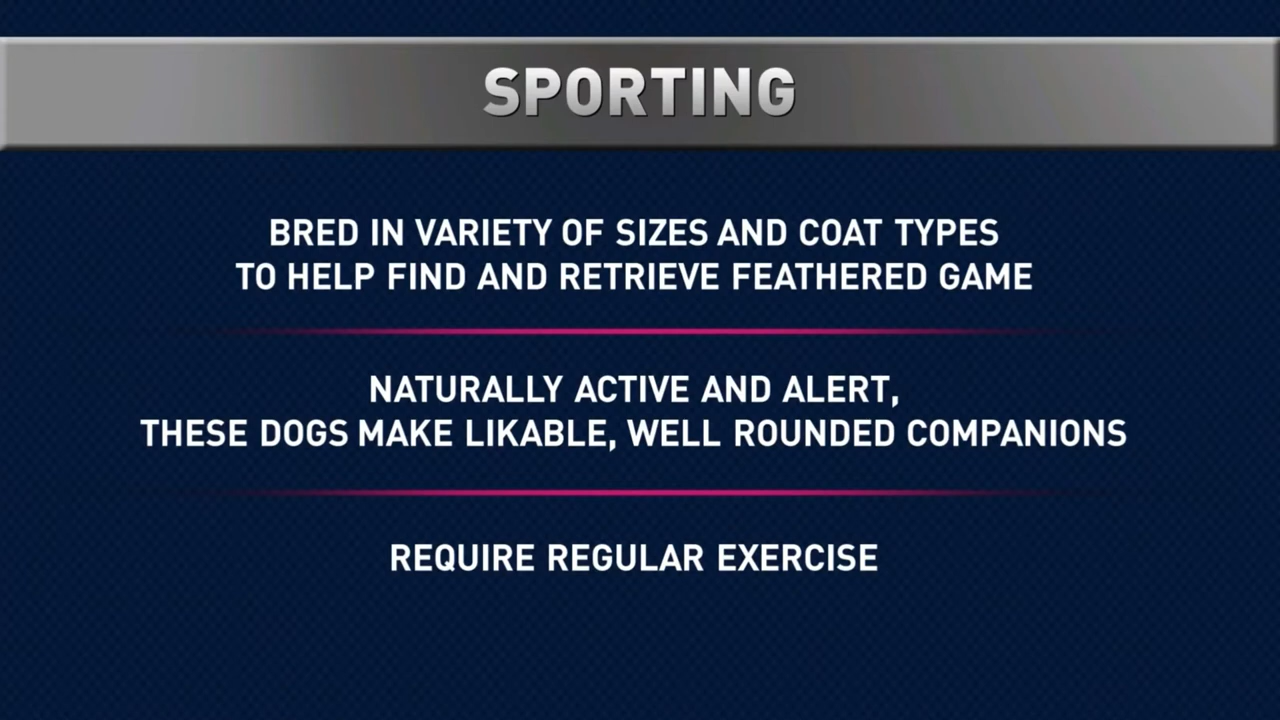 SPORTING
BRED IN VARIETY OF SIZES AND COAT TYPES
TO HELP FIND AND RETRIEVE FEATHERED GAME
NATURALLY ACTIVE AND ALERT,
THESE DOGS MAKE LIKABLE, WELL ROUNDED COMPANIONS
REQUIRE REGULAR EXERCISE